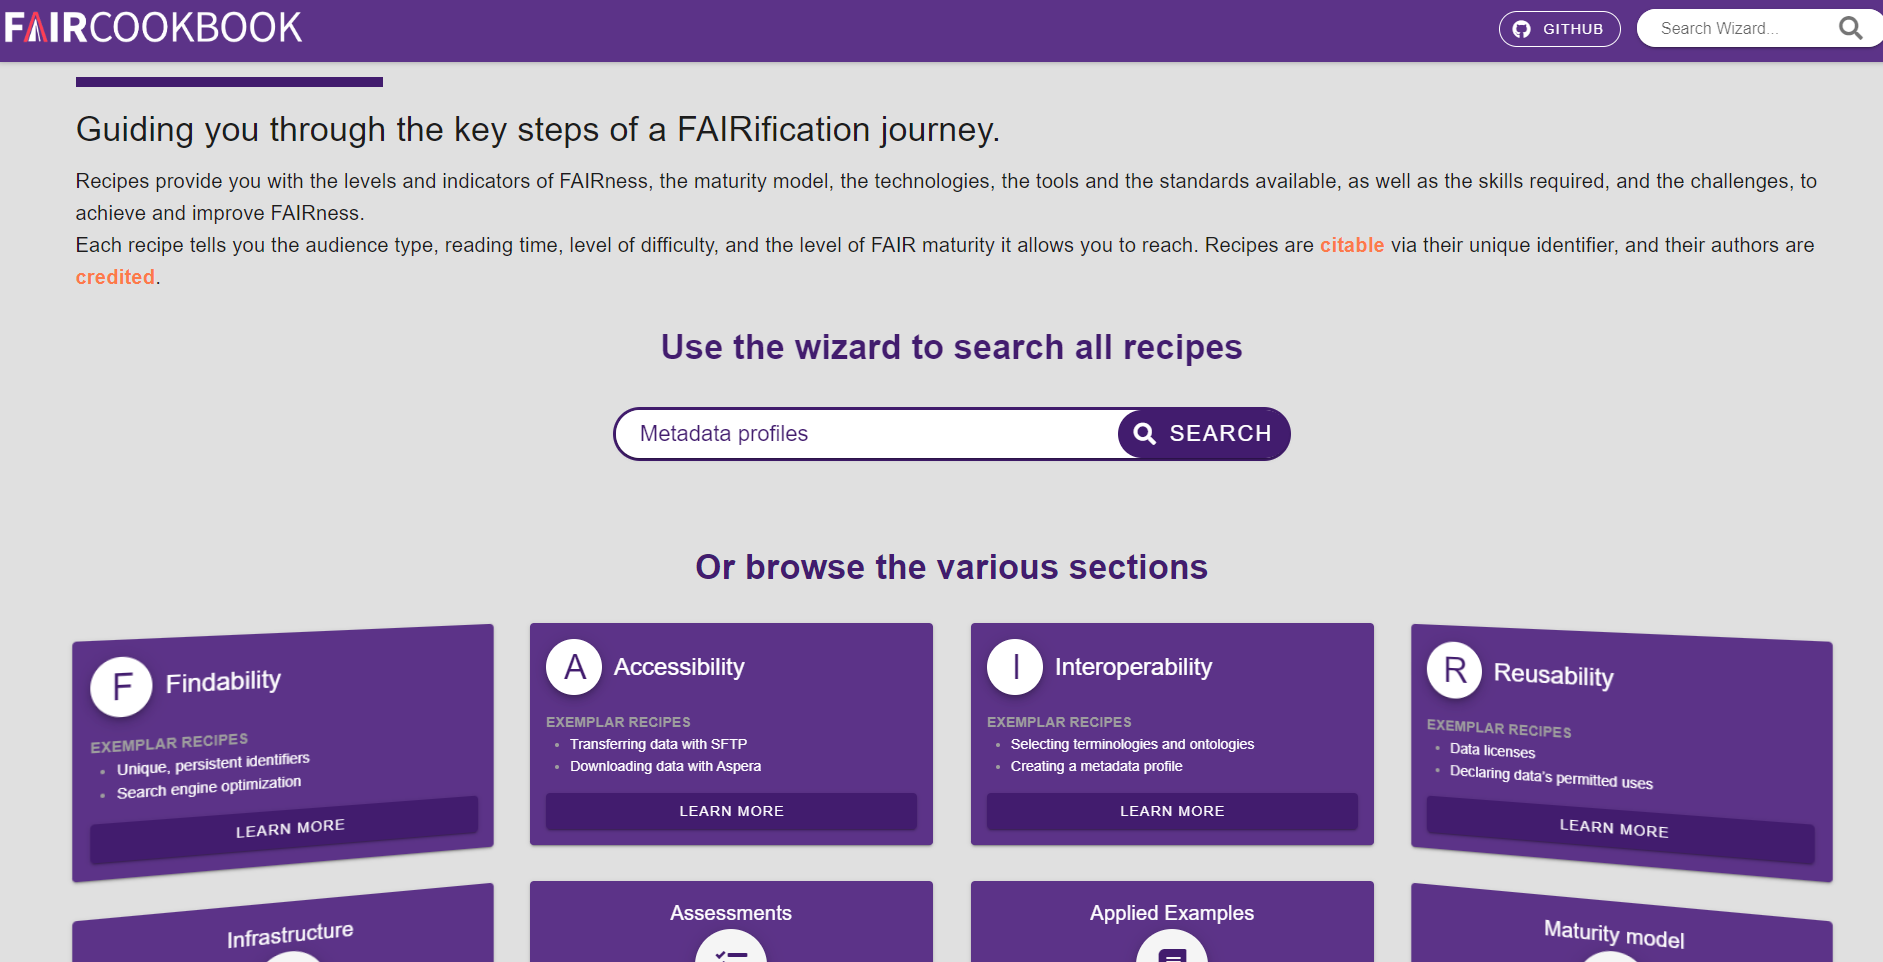 FAIRCOOKBOOK
GITHUB
Search Wizard...
Guiding you through the key steps of a FAIRification journey.
Recipes provide you with the levels and indicators of FAIRness, the maturity model, the technologies, the tools and the standards available, as well as the skills required, and the challenges, to
achieve and improve FAIRness.
Each recipe tells you the audience type, reading time, level of difficulty, and the level of FAIR maturity it allows you to reach. Recipes are citable via their unique identifier, and their authors are
credited.
Use the wizard to search all recipes
Metadata profiles
SEARCH
Or browse the various sections
F Findability
EXEMPLAR RECIPES
• Unique, persistent identifiers
• Search engine optimization
LEARN MORE
A Accessibility
EXEMPLAR RECIPES
• Transferring data with SFTP
• Downloading data with Aspera
LEARN MORE
I Interoperability
EXEMPLAR RECIPES
• Selecting terminologies and ontologies
• Creating a metadata profile
LEARN MORE
R Reusability
EXEMPLAR RECIPES
• Data licenses
• Declaring data's permitted uses
LEARN MORE
Infrastructure
Assessments
Applied Examples
Maturity model